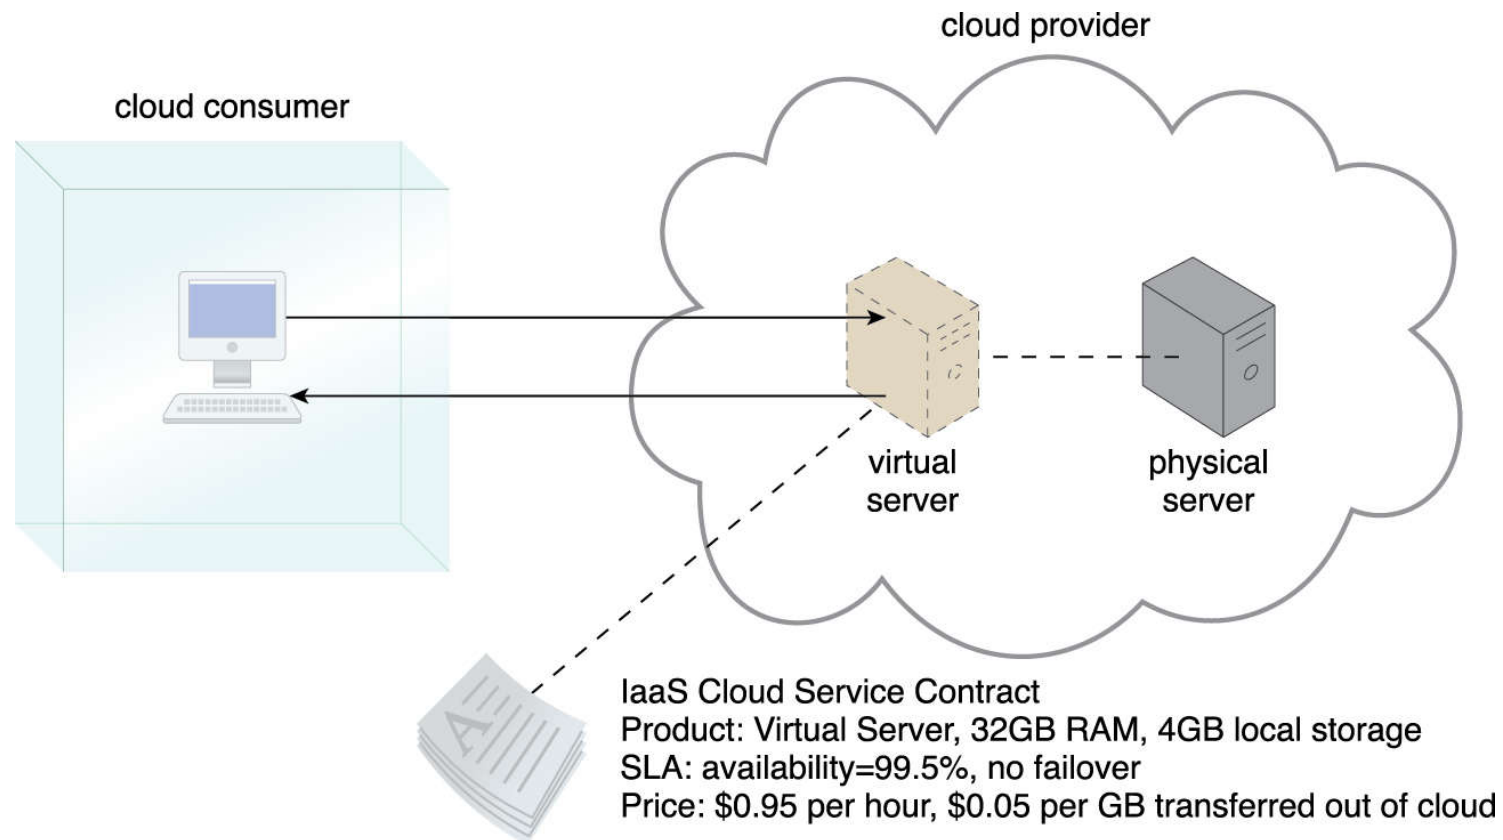 cloud provider
cloud consumer
virtual
server
physical
server
A
IaaS Cloud Service Contract
Product: Virtual Server, 32GB RAM, 4GB local storage
SLA: availability=99.5%, no failover
Price: $0.95 per hour, $0.05 per GB transferred out of cloud